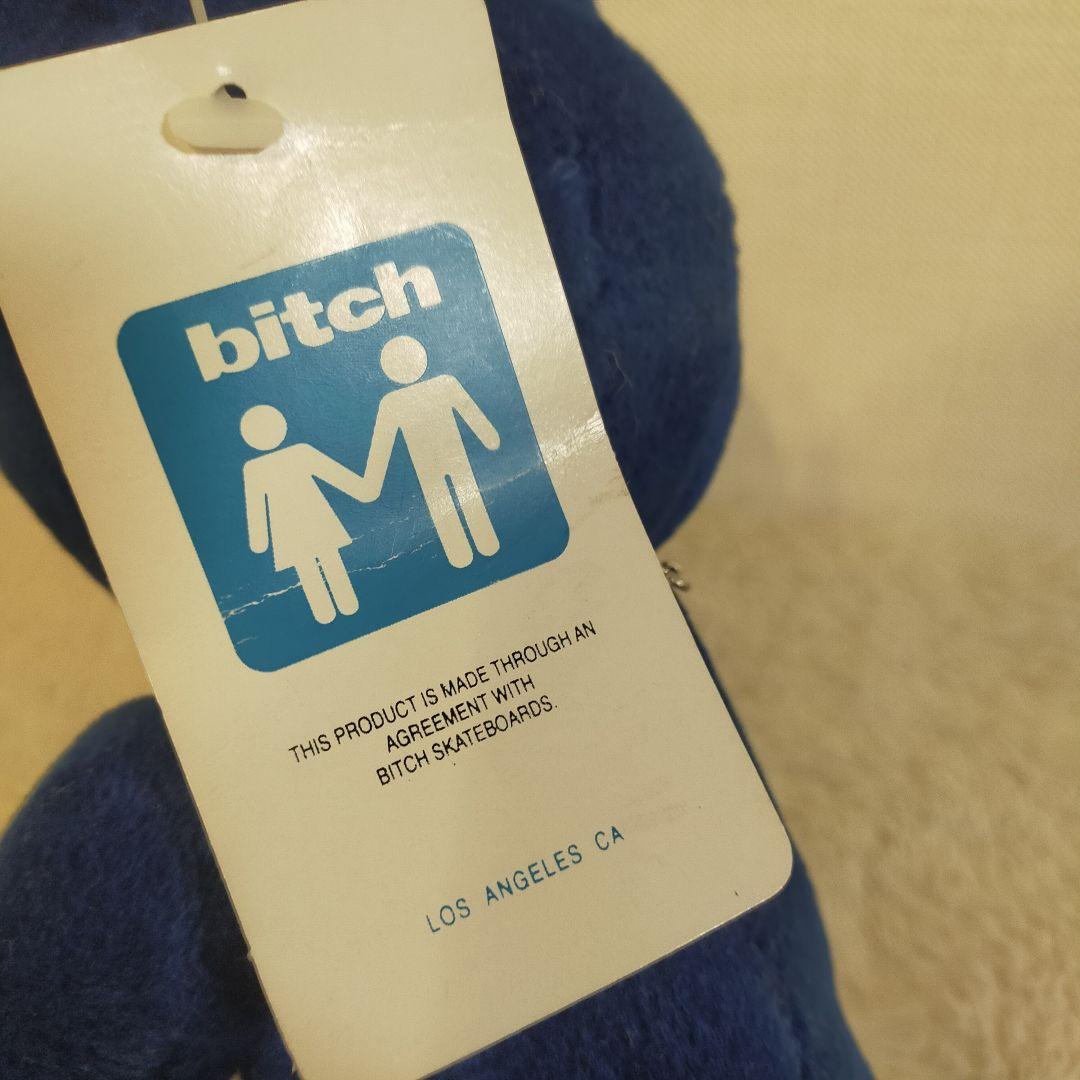 bitch
THIS PRODUCT IS MADE THROUGH AN
AGREEMENT WITH
BITCH SKATEBOARDS.
LOS ANGELES CA